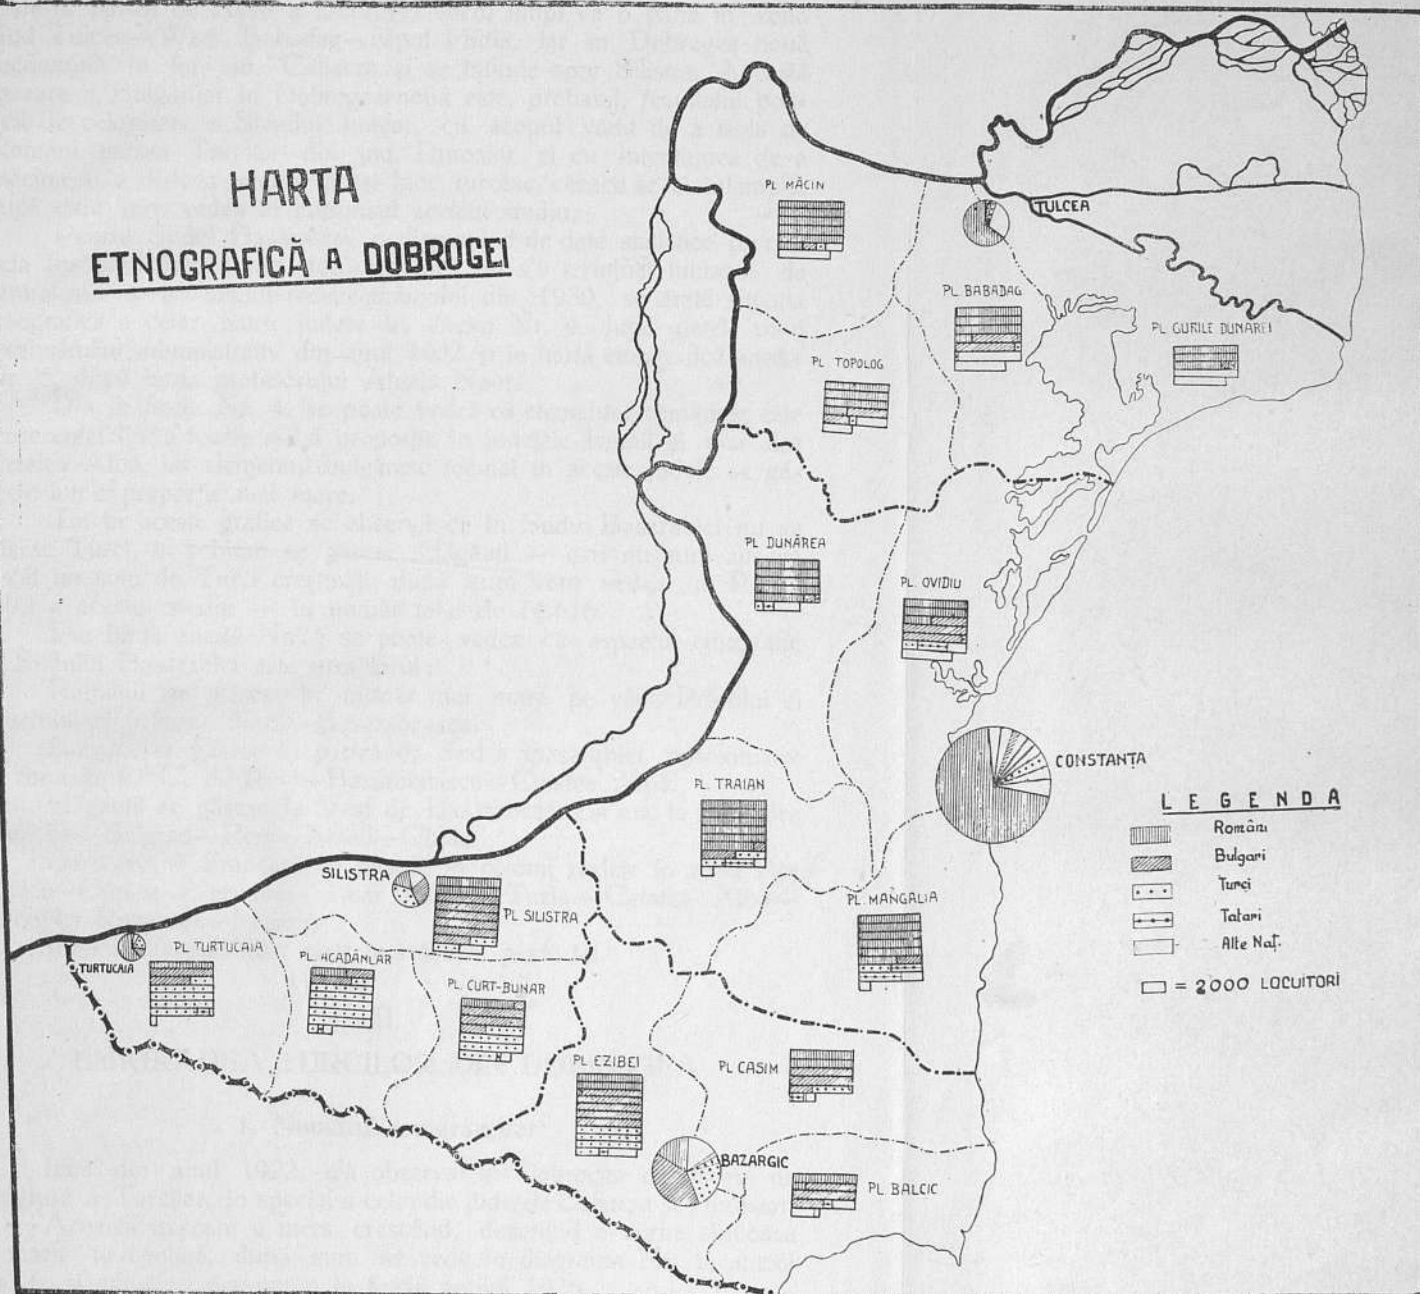 HARTA
ETNOGRAFICĂ A DOBROGEI
PL MĂCIN
TULCEA
PL BABADAG
PL GURILE DUNAREI
PL TOPOLOG
PL DUNĂREA
PL. OVIDIU
CONSTANȚA
PL TRAIAN
LEGENDA
Români
Bulgari
Turci
Tatari
Alte Naț.
= 2000 LOCUITORI
SILISTRA
PL SILISTRA
PL. MANGALIA
PL TURTUCAIA
TURTUCAIA
PL. ACADÂNLAR
PL. CURT-BUNAR
PL. EZIBEI
PL CASIM
BAZARGIC
PL. BALCIC